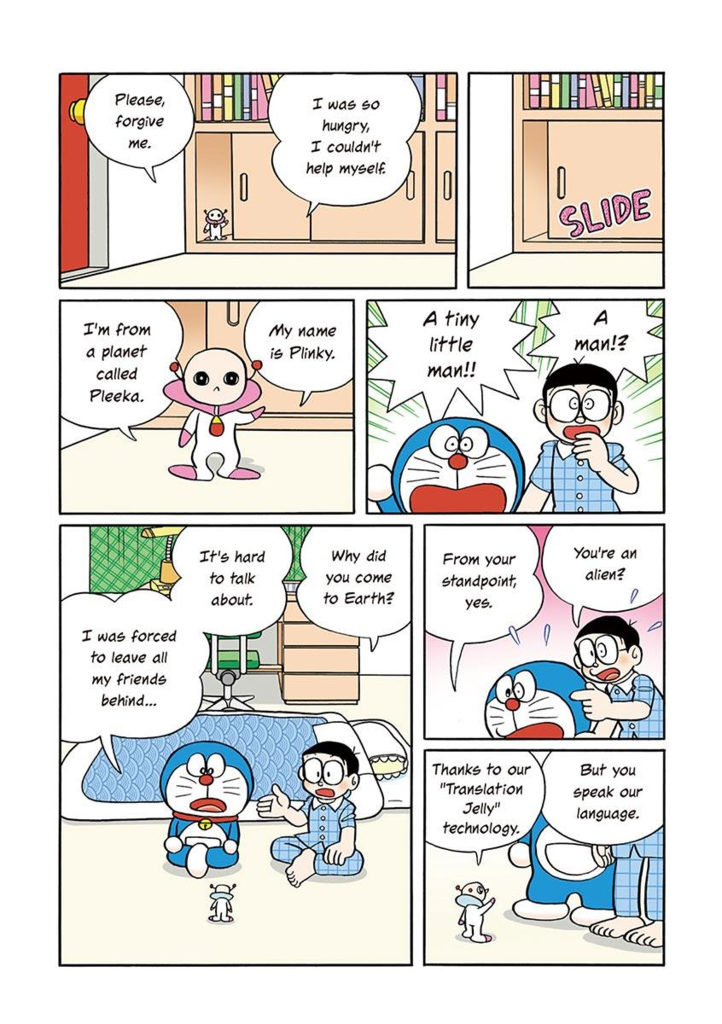 SLIDE
I was so
hungry,
I couldn't
help myself.
Please,
forgive
me.
A
man!?
A tiny
little
man!!
My name
is Plinky.
I'm from
a planet
called
Pleeka.
You're an
alien?
From your
standpoint,
yes.
But you
speak our
language.
Thanks to our
"Translation
Jelly"
technology.
Why did
you come
to Earth?
It's hard
to talk
about.
I was forced
to leave all
my friends
behind...